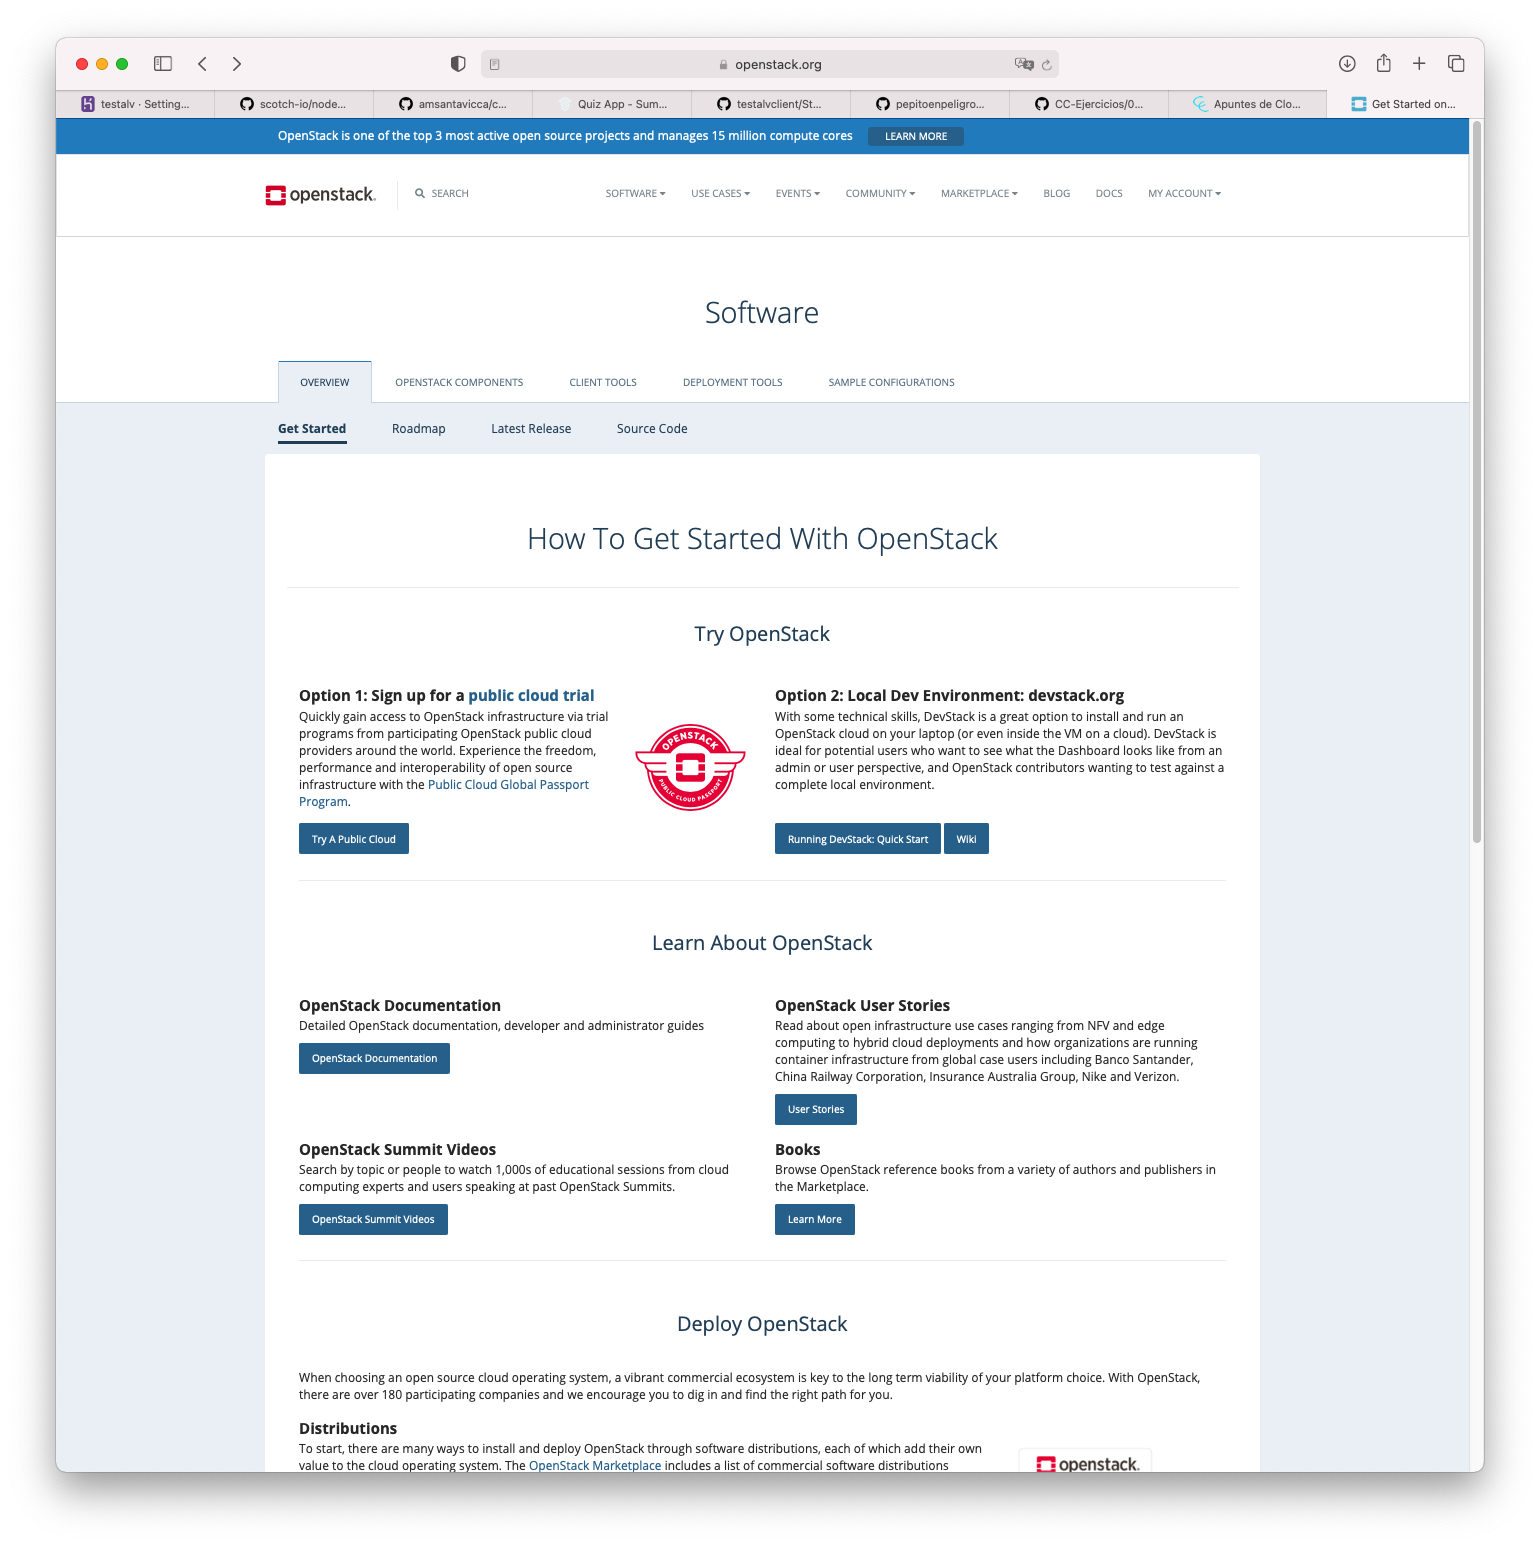 openstack.org
testalv · Setting...
scotch-io/node...
amsantavicca/c...
Quiz App - Sum...
testalvclient/St...
pepitoenpeligro...
CC-Ejercicios/0...
Apuntes de Clo...
Get Started on...
OpenStack is one of the top 3 most active open source projects and manages 15 million compute cores
LEARN MORE
openstack.
SEARCH
SOFTWARE
USE CASES
EVENTS
COMMUNITY
MARKETPLACE
BLOG
DOCS
MY ACCOUNT
Software
OVERVIEW
OPENSTACK COMPONENTS
CLIENT TOOLS
DEPLOYMENT TOOLS
SAMPLE CONFIGURATIONS
Get Started
Roadmap
Latest Release
Source Code
How To Get Started With OpenStack
Try OpenStack
Option 1: Sign up for a public cloud trial
Quickly gain access to OpenStack infrastructure via trial
programs from participating OpenStack public cloud
providers around the world. Experience the freedom,
performance and interoperability of open source
infrastructure with the Public Cloud Global Passport
Program.
Try A Public Cloud
OPENSTACK
PUBLIC CLOUD PASSPORT
Option 2: Local Dev Environment: devstack.org
With some technical skills, DevStack is a great option to install and run an
OpenStack cloud on your laptop (or even inside the VM on a cloud). DevStack is
ideal for potential users who want to see what the Dashboard looks like from an
admin or user perspective, and OpenStack contributors wanting to test against a
complete local environment.
Running DevStack: Quick Start
Wiki
Learn About OpenStack
OpenStack Documentation
Detailed OpenStack documentation, developer and administrator guides
OpenStack Documentation
OpenStack User Stories
Read about open infrastructure use cases ranging from NFV and edge
computing to hybrid cloud deployments and how organizations are running
container infrastructure from global case users including Banco Santander,
China Railway Corporation, Insurance Australia Group, Nike and Verizon.
User Stories
OpenStack Summit Videos
Search by topic or people to watch 1,000s of educational sessions from cloud
computing experts and users speaking at past OpenStack Summits.
OpenStack Summit Videos
Books
Browse OpenStack reference books from a variety of authors and publishers in
the Marketplace.
Learn More
Deploy OpenStack
When choosing an open source cloud operating system, a vibrant commercial ecosystem is key to the long term viability of your platform choice. With OpenStack,
there are over 180 participating companies and we encourage you to dig in and find the right path for you.
Distributions
To start, there are many ways to install and deploy OpenStack through software distributions, each of which add their own
value to the cloud operating system. The OpenStack Marketplace includes a list of commercial software distributions
openstack.